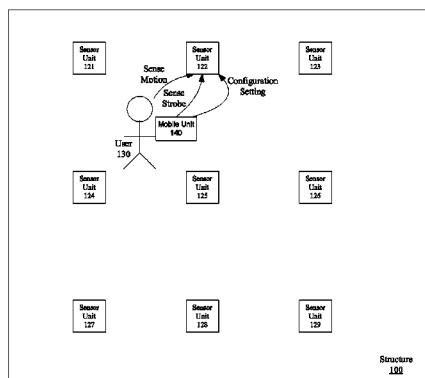 Sensor
Unit
121
Sensor
Unit
122
Sensor
Unit
123
Sense
Motion
Configuration
Setting
Sense
Strobe
Mobile Unit
140
User
130
Sensor
Unit
124
Sensor
Unit
125
Sensor
Unit
126
Sensor
Unit
127
Sensor
Unit
128
Sensor
Unit
129
Structure
100